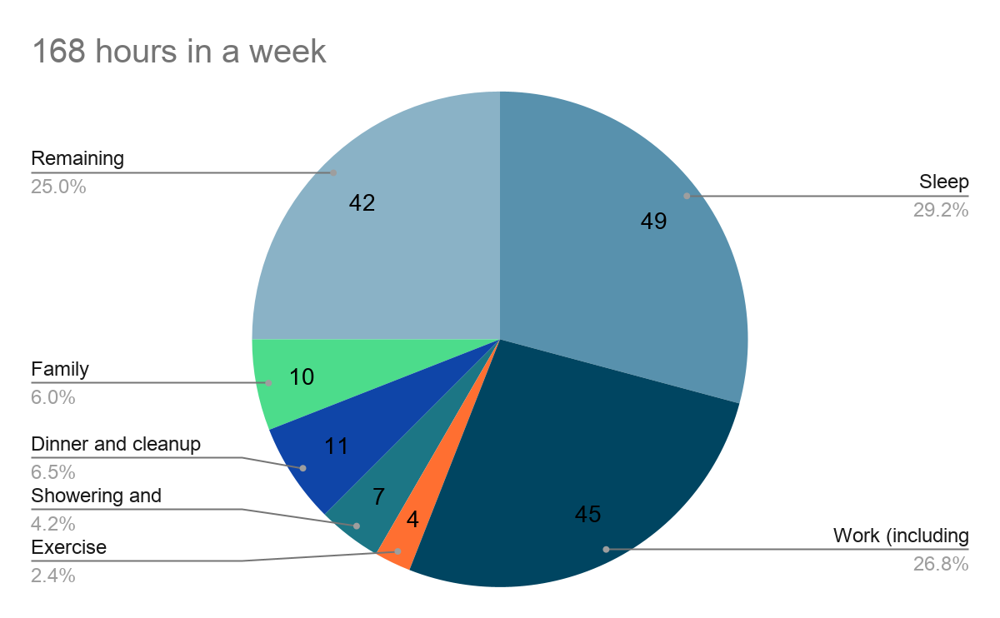 168 hours in a week
Remaining
25.0%
42
Sleep
29.2%
49
Family
6.0%
10
Dinner and cleanup
6.5%
11
Showering and
4.2%
7
Exercise
2.4%
4
Work (including
26.8%
45